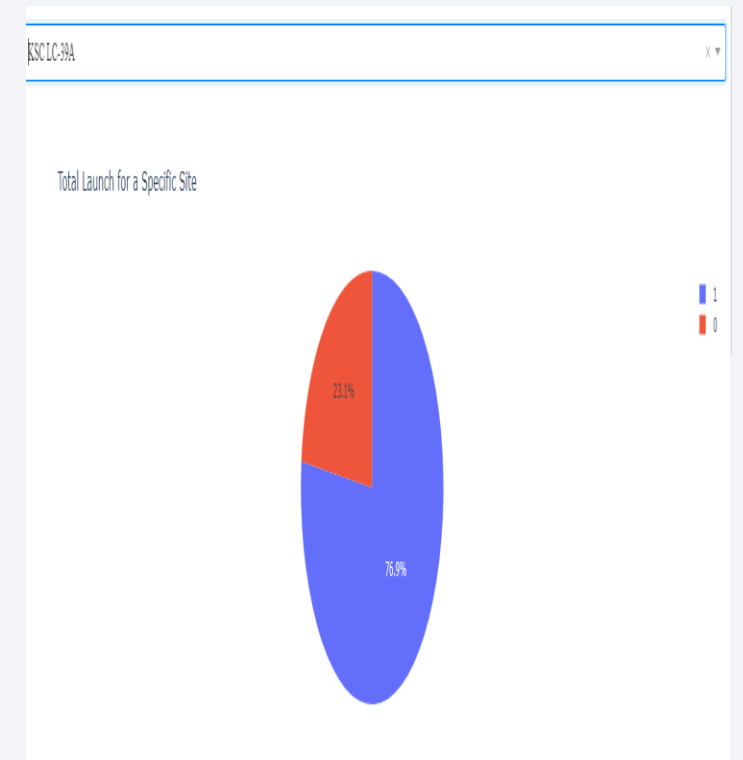 KSC LC-39A
x ▼
Total Launch for a Specific Site
1
0
23.1%
76.9%